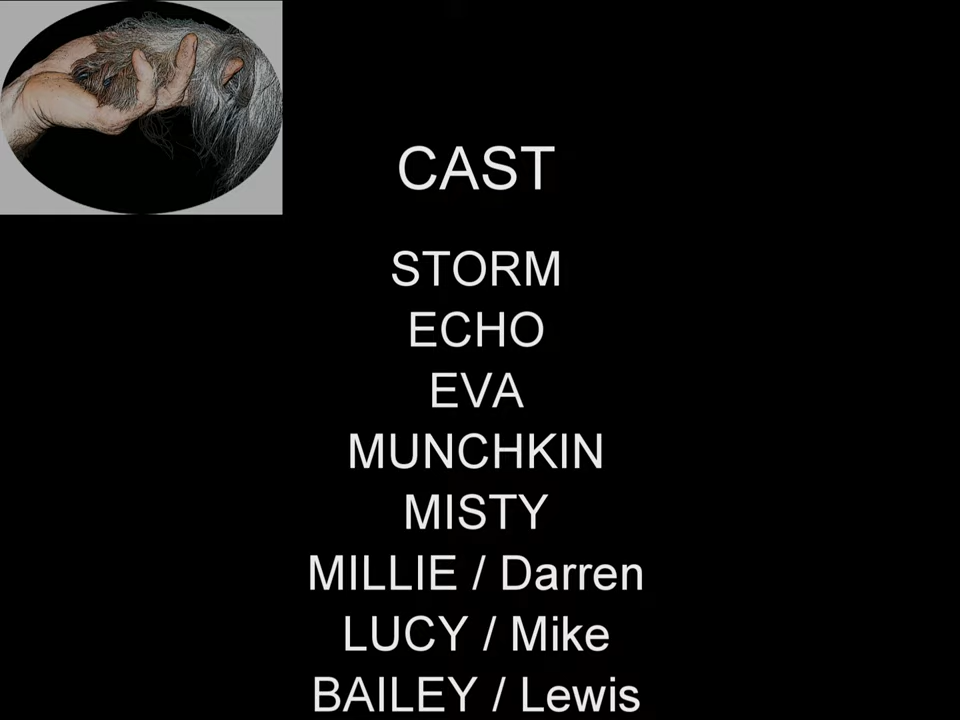 CAST
STORM
ECHO
EVA
MUNCHKIN
MISTY
MILLIE / Darren
LUCY / Mike
BAILEY / Lewis